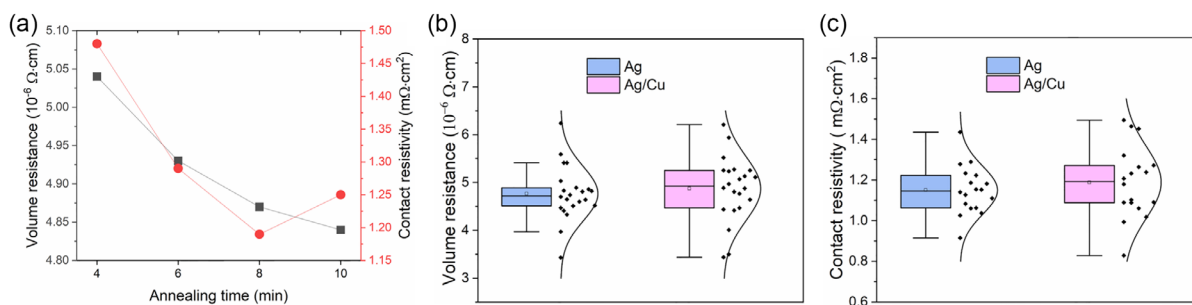 (a)
5.10
5.05
5.00
4.95
4.90
4.85
4.80
Volume resistance (10⁻⁶ Ω·cm)
1.50
1.45
1.40
1.35
1.30
1.25
1.20
1.15
Contact resistivity (mΩ·cm²)
4 6 8 10
Annealing time (min)
(b)
8
7
6
5
4
3
Volume resistance (10⁻⁶ Ω·cm)
Ag
Ag/Cu
(c)
1.8
1.6
1.4
1.2
1.0
0.8
0.6
Contact resistivity ( mΩ·cm²)
Ag
Ag/Cu